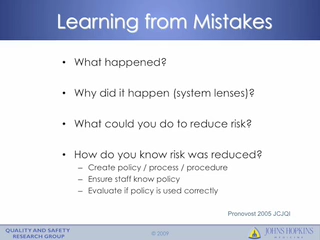 Learning from Mistakes
• What happened?
• Why did it happen (system lenses)?
• What could you do to reduce risk?
• How do you know risk was reduced?
– Create policy / process / procedure
– Ensure staff know policy
– Evaluate if policy is used correctly
Pronovost 2005 JCJQI
QUALITY AND SAFETY
RESEARCH GROUP
© 2009
JOHNS HOPKINS
MEDICINE